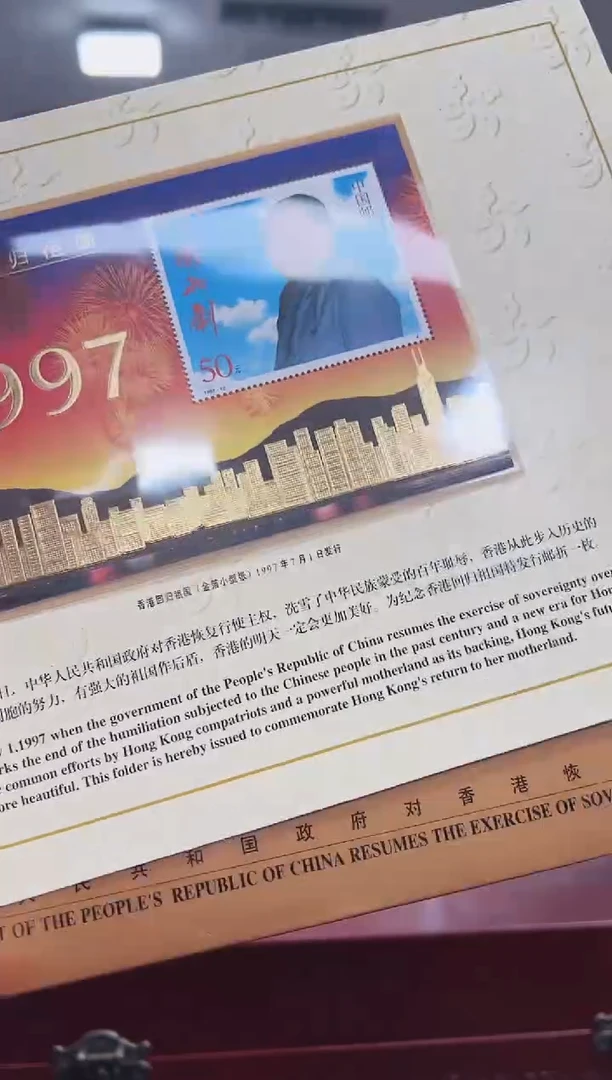 归祖国
中国邮
1997
50元
香港回归祖国（金箔小型张）1997年7月1日发行
中华人民共和国政府对香港恢复行使主权，洗雪了中华民族蒙受的百年耻辱，香港从此步入历史的
同胞的努力，有强大的祖国作后盾，香港的明天一定会更加美好。为纪念香港回归祖国特发行邮折一枚。
1.1997 when the government of the People's Republic of China resumes the exercise of sovereignty over
rks the end of the humiliation subjected to the Chinese people in the past century and a new era for Hon
common efforts by Hong Kong compatriots and a powerful motherland as its backing, Hong Kong's futu
ore heautiful. This folder is hereby issued to commemorate Hong Kong's return to her motherland.
民 共 和 国 政 府 对 香 港 恢
T OF THE PEOPLE'S REPUBLIC OF CHINA RESUMES THE EXERCISE OF SOV